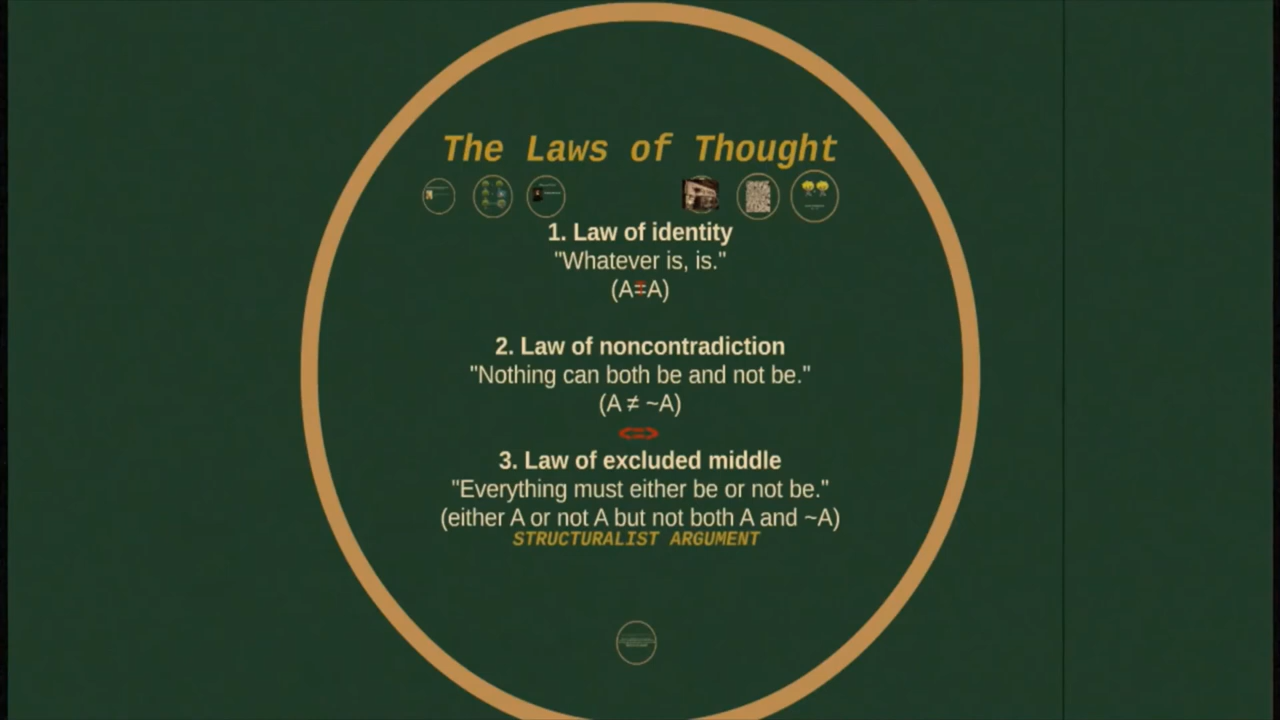 The Laws of Thought
1. Law of identity
"Whatever is, is."
(A=A)
2. Law of noncontradiction
"Nothing can both be and not be."
(A ≠ ~A)
3. Law of excluded middle
"Everything must either be or not be."
(either A or not A but not both A and ~A)
STRUCTURALIST ARGUMENT